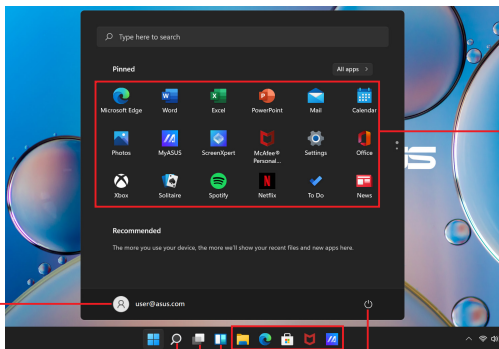 Type here to search
Pinned
All apps >
Microsoft Edge Word Excel PowerPoint Mail Calendar
Photos MyASUS ScreenXpert McAfee® Personal... Settings Office
Xbox Solitaire Spotify Netflix To Do News
Recommended
The more you use your device, the more we'll show your recent files and new apps here.
user@asus.com